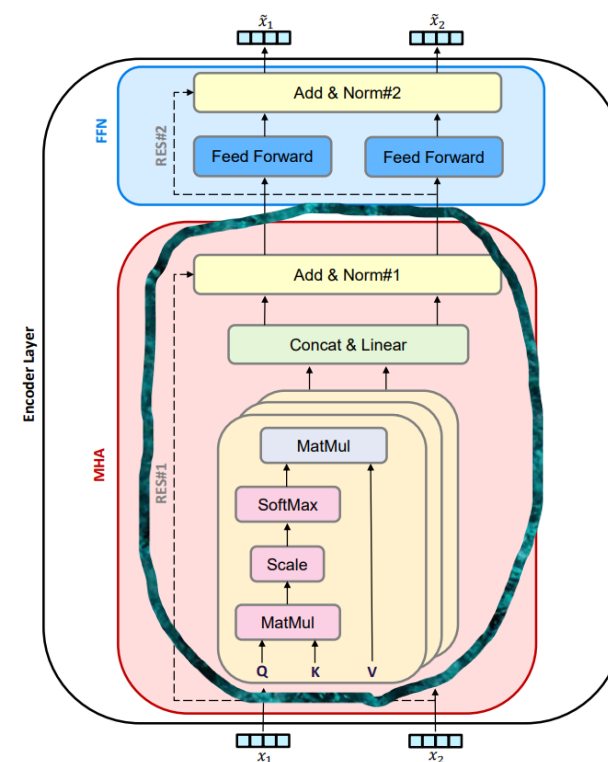 x̃₁ x̃₂
Add & Norm#2
FFN
RES#2
Feed Forward Feed Forward
Add & Norm#1
Concat & Linear
Encoder Layer
MHA
RES#1
MatMul
SoftMax
Scale
MatMul
Q K V
x₁ x₂